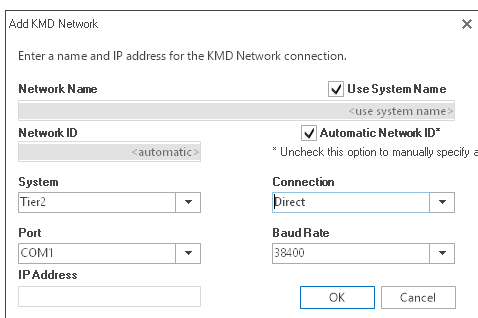 Add KMD Network
Enter a name and IP address for the KMD Network connection.
Network Name
Use System Name
<use system name>
Network ID
Automatic Network ID*
<automatic>
* Uncheck this option to manually specify a
System
Connection
Tier2
Direct
Port
Baud Rate
COM1
38400
IP Address
OK
Cancel